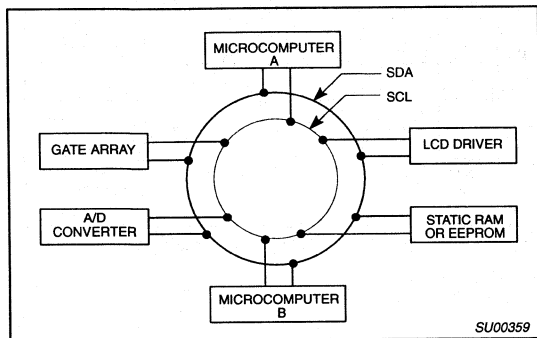 MICROCOMPUTER
A
SDA
SCL
GATE ARRAY
LCD DRIVER
A/D
CONVERTER
STATIC RAM
OR EEPROM
MICROCOMPUTER
B
SU00359